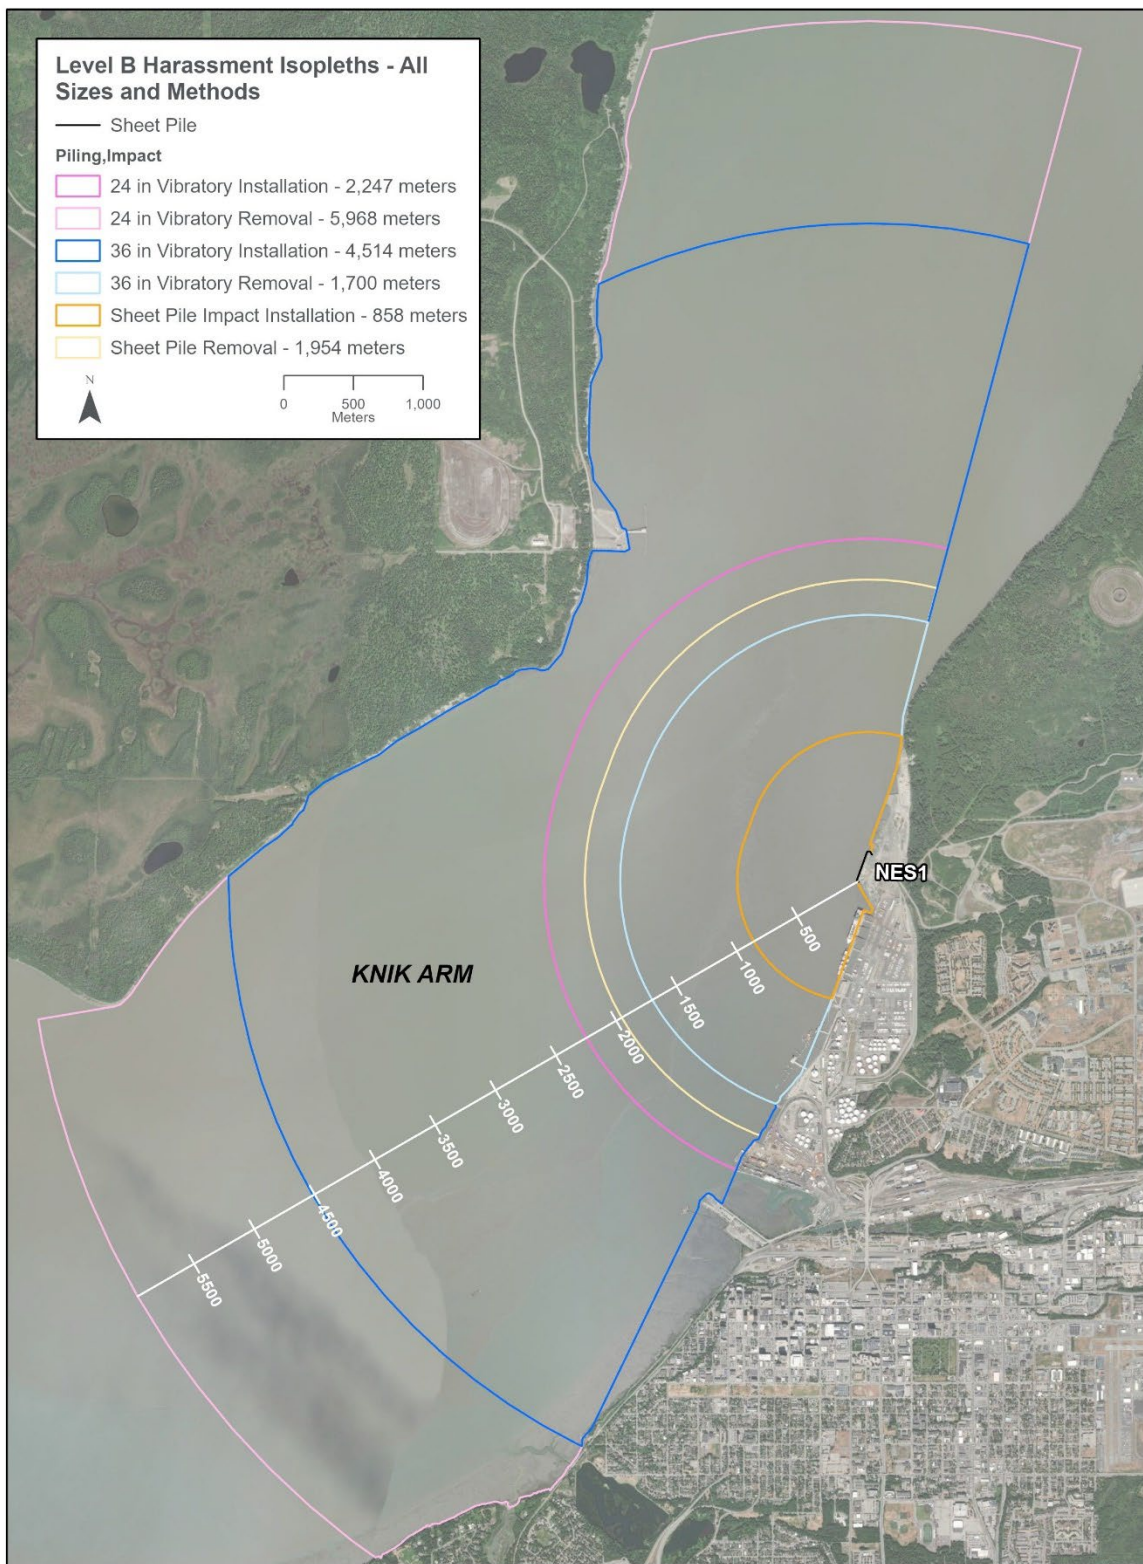 Level B Harassment Isopleths - All
Sizes and Methods
Sheet Pile
Piling,Impact
24 in Vibratory Installation - 2,247 meters
24 in Vibratory Removal - 5,968 meters
36 in Vibratory Installation - 4,514 meters
36 in Vibratory Removal - 1,700 meters
Sheet Pile Impact Installation - 858 meters
Sheet Pile Removal - 1,954 meters
N
0 500 1,000
Meters
NES1
KNIK ARM
500
1000
1500
2000
2500
3000
3500
4000
4500
5000
5500